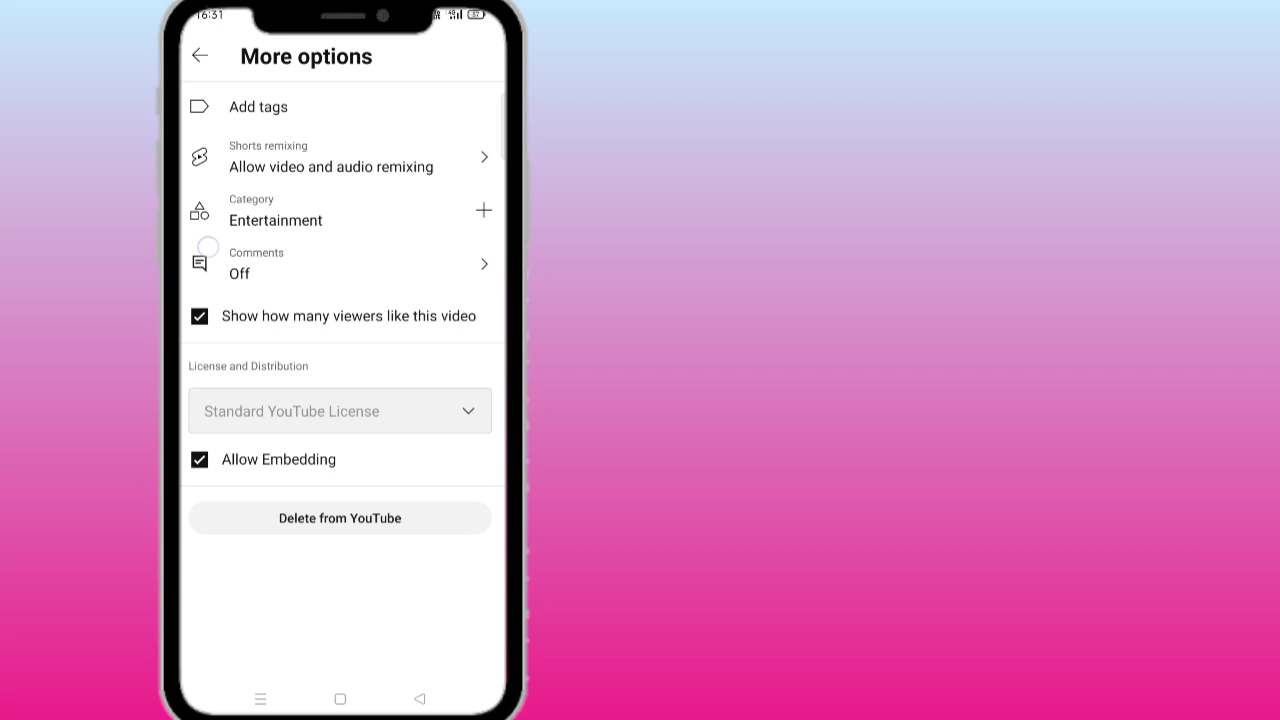 16:31
More options
Add tags
Shorts remixing
Allow video and audio remixing
Category
Entertainment
Comments
Off
Show how many viewers like this video
License and Distribution
Standard YouTube License
Allow Embedding
Delete from YouTube